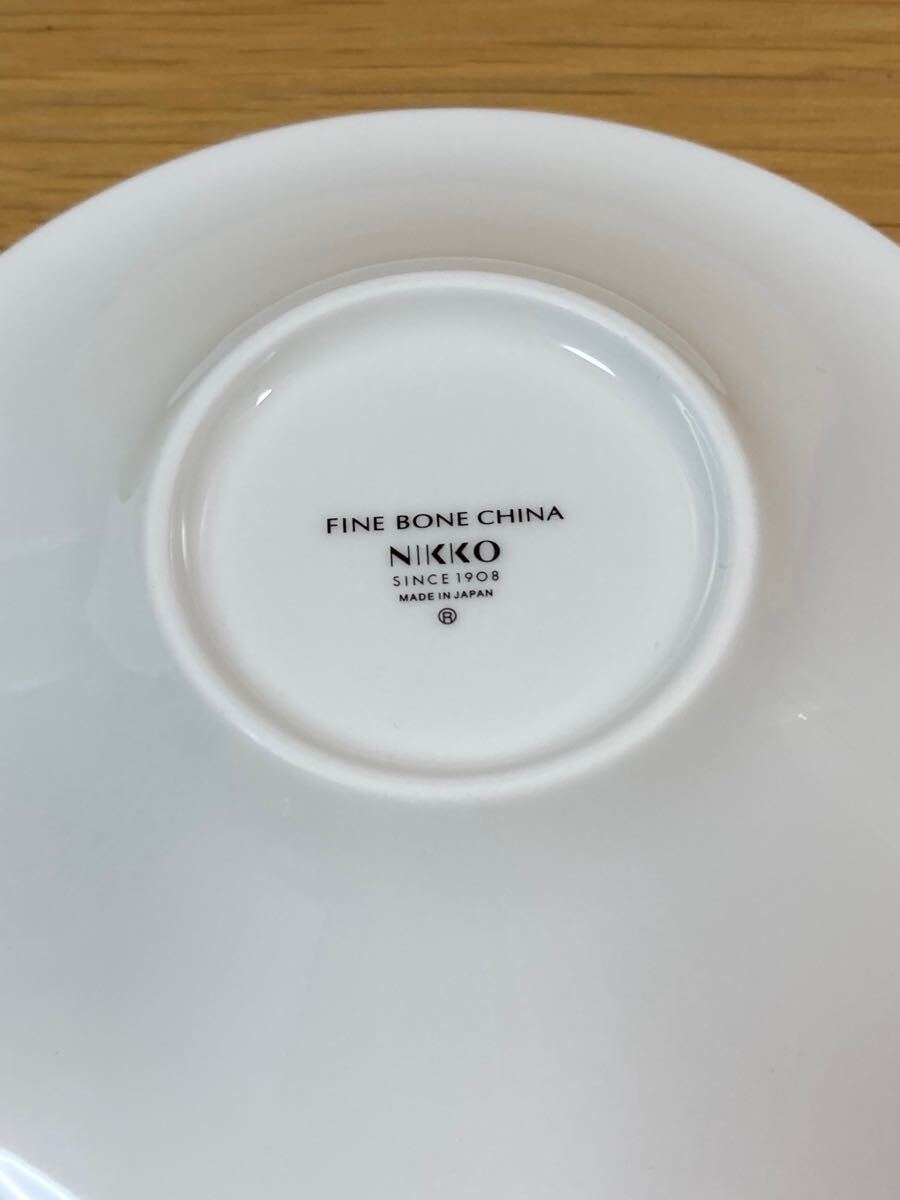 FINE BONE CHINA
NIKKO
SINCE 1908
MADE IN JAPAN
®